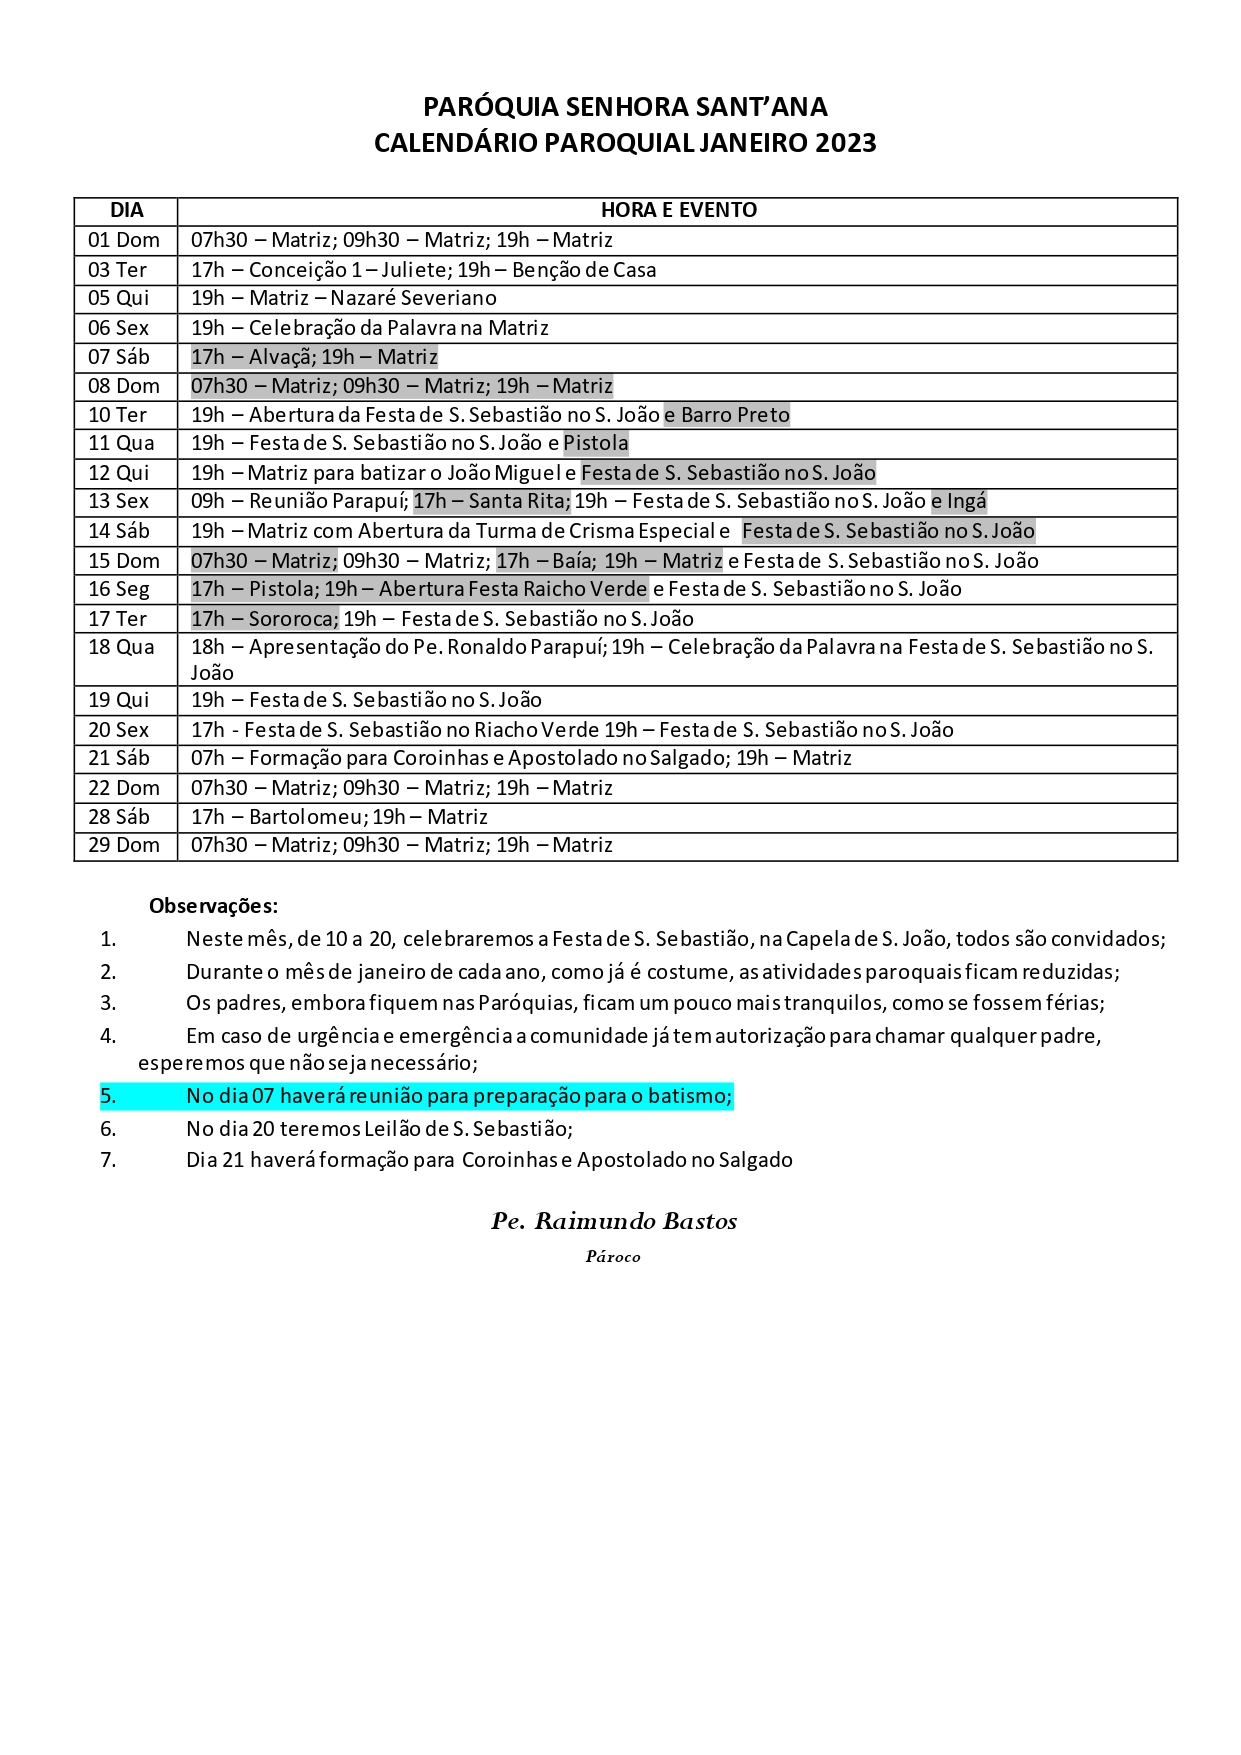 PARÓQUIA SENHORA SANT’ANA
CALENDÁRIO PAROQUIAL JANEIRO 2023
DIA HORA E EVENTO
01 Dom 07h30 – Matriz; 09h30 – Matriz; 19h – Matriz
03 Ter 17h – Conceição 1 – Juliete; 19h – Benção de Casa
05 Qui 19h – Matriz – Nazaré Severiano
06 Sex 19h – Celebração da Palavra na Matriz
07 Sáb 17h – Alvaçã; 19h – Matriz
08 Dom 07h30 – Matriz; 09h30 – Matriz; 19h – Matriz
10 Ter 19h – Abertura da Festa de S. Sebastião no S. João e Barro Preto
11 Qua 19h – Festa de S. Sebastião no S. João e Pistola
12 Qui 19h – Matriz para batizar o João Miguel e Festa de S. Sebastião no S. João
13 Sex 09h – Reunião Parapuí; 17h – Santa Rita; 19h – Festa de S. Sebastião no S. João e Ingá
14 Sáb 19h – Matriz com Abertura da Turma de Crisma Especial e Festa de S. Sebastião no S. João
15 Dom 07h30 – Matriz; 09h30 – Matriz; 17h – Baía; 19h – Matriz e Festa de S. Sebastião no S. João
16 Seg 17h – Pistola; 19h – Abertura Festa Raicho Verde e Festa de S. Sebastião no S. João
17 Ter 17h – Sororoca; 19h – Festa de S. Sebastião no S. João
18 Qua 18h – Apresentação do Pe. Ronaldo Parapuí; 19h – Celebração da Palavra na Festa de S. Sebastião no S.
João
19 Qui 19h – Festa de S. Sebastião no S. João
20 Sex 17h - Festa de S. Sebastião no Riacho Verde 19h – Festa de S. Sebastião no S. João
21 Sáb 07h – Formação para Coroinhas e Apostolado no Salgado; 19h – Matriz
22 Dom 07h30 – Matriz; 09h30 – Matriz; 19h – Matriz
28 Sáb 17h – Bartolomeu; 19h – Matriz
29 Dom 07h30 – Matriz; 09h30 – Matriz; 19h – Matriz
Observações:
1. Neste mês, de 10 a 20, celebraremos a Festa de S. Sebastião, na Capela de S. João, todos são convidados;
2. Durante o mês de janeiro de cada ano, como já é costume, as atividades paroquais ficam reduzidas;
3. Os padres, embora fiquem nas Paróquias, ficam um pouco mais tranquilos, como se fossem férias;
4. Em caso de urgência e emergência a comunidade já tem autorização para chamar qualquer padre,
esperemos que não seja necessário;
5. No dia 07 haverá reunião para preparação para o batismo;
6. No dia 20 teremos Leilão de S. Sebastião;
7. Dia 21 haverá formação para Coroinhas e Apostolado no Salgado
Pe. Raimundo Bastos
Pároco